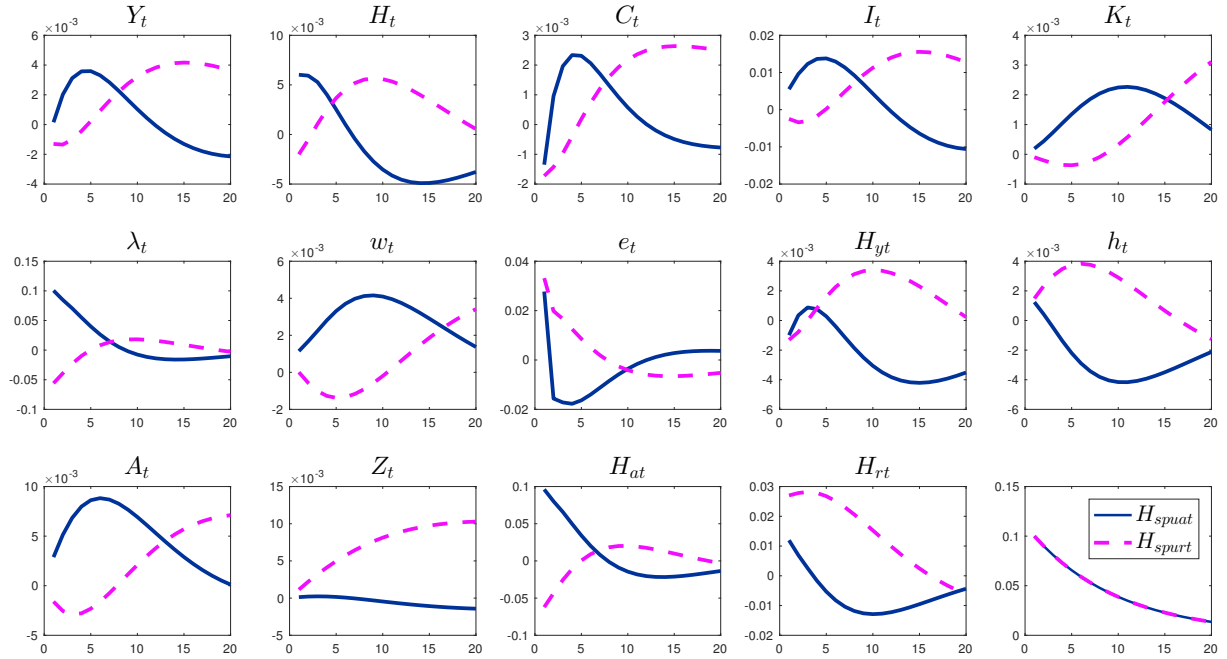 Y_t H_t C_t I_t K_t
×10^-3 ×10^-3 ×10^-3 ×10^-3
6 10 3 0.02 4
4 2 0.01 3
2 5 1 2
0 0 0 0 1
-2 -1 -0.01 0
-4 -5 -2 -0.02 -1
0 5 10 15 20 0 5 10 15 20 0 5 10 15 20 0 5 10 15 20 0 5 10 15 20
λ_t w_t e_t H_yt h_t
×10^-3 ×10^-3 ×10^-3
0.15 6 0.04 4 4
0.1 4 2 2
0.05 0.02 0 0
0 2 0 -2 -2
-0.05 0 -4 -4
-0.1 -2 -0.02 -6 -6
0 5 10 15 20 0 5 10 15 20 0 5 10 15 20 0 5 10 15 20 0 5 10 15 20
A_t Z_t H_at H_rt
×10^-3 ×10^-3
10 15 0.1 0.03 0.15
H_spuat
H_spurt
0.02
5 10 0.05 0.1
5 0.01
0 0 0 0.05
0 -0.05 -0.01
-5 -5 -0.1 -0.02 0
0 5 10 15 20 0 5 10 15 20 0 5 10 15 20 0 5 10 15 20 0 5 10 15 20